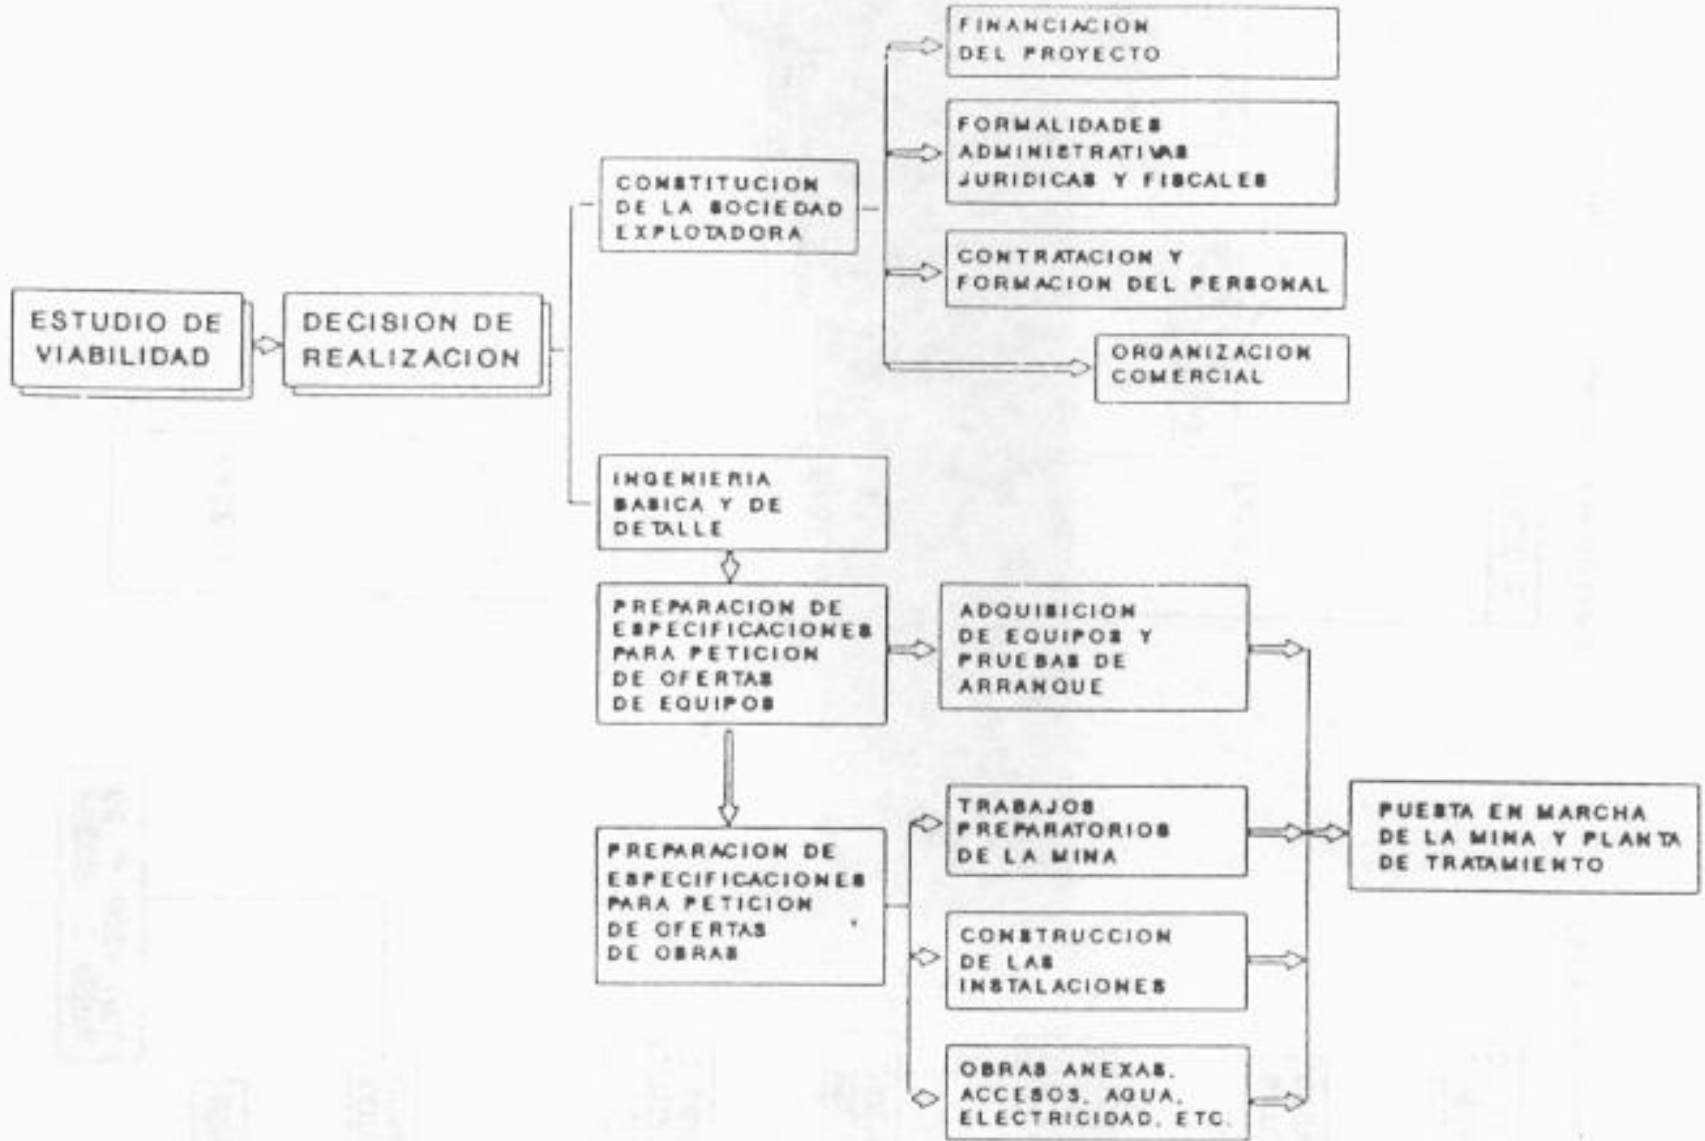 FINANCIACION
DEL PROYECTO
FORMALIDADES
ADMINISTRATIVAS
JURIDICAS Y FISCALES
CONSTITUCION
DE LA SOCIEDAD
EXPLOTADORA
CONTRATACION Y
FORMACION DEL PERSONAL
ESTUDIO DE
VIABILIDAD
DECISION DE
REALIZACION
ORGANIZACION
COMERCIAL
INGENIERIA
BASICA Y DE
DETALLE
PREPARACION DE
ESPECIFICACIONES
PARA PETICION
DE OFERTAS
DE EQUIPOS
ADQUISICION
DE EQUIPOS Y
PRUEBAS DE
ARRANQUE
PREPARACION DE
ESPECIFICACIONES
PARA PETICION
DE OFERTAS
DE OBRAS
TRABAJOS
PREPARATORIOS
DE LA MINA
PUESTA EN MARCHA
DE LA MINA Y PLANTA
DE TRATAMIENTO
CONSTRUCCION
DE LAS
INSTALACIONES
OBRAS ANEXAS,
ACCESOS, AGUA,
ELECTRICIDAD, ETC.